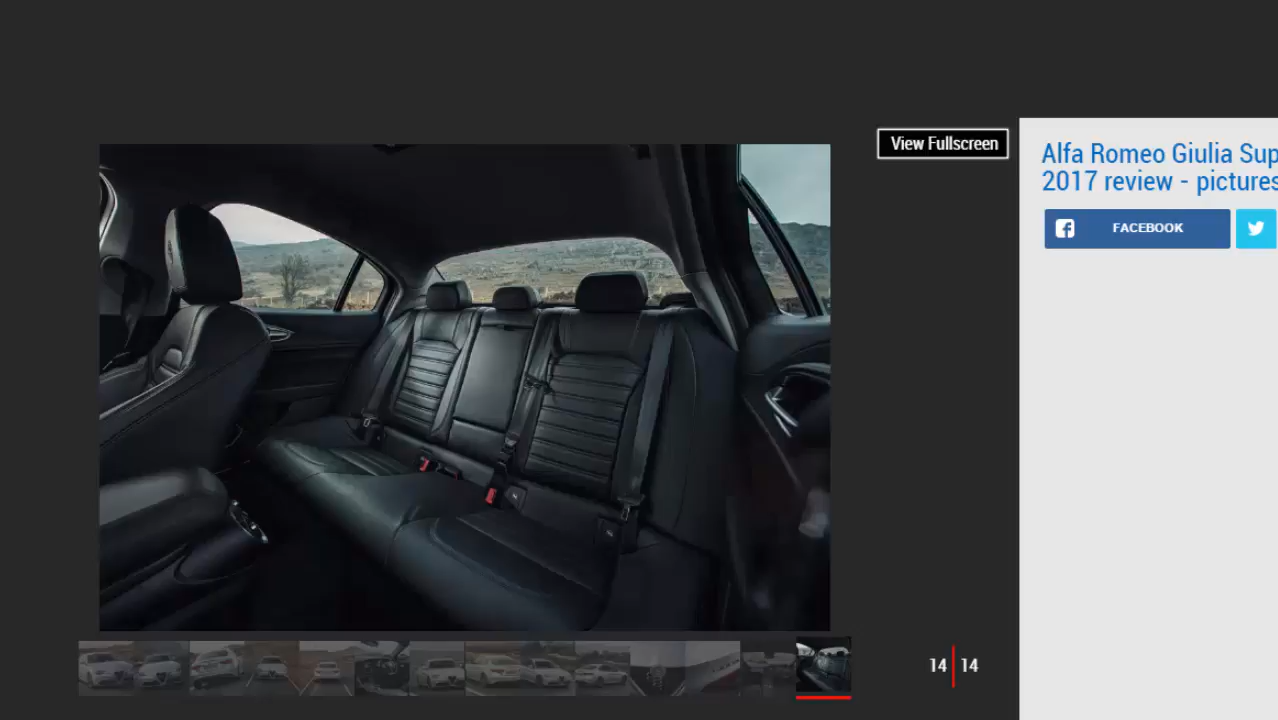 View Fullscreen
Alfa Romeo Giulia Sup
2017 review - pictures
FACEBOOK
14 14